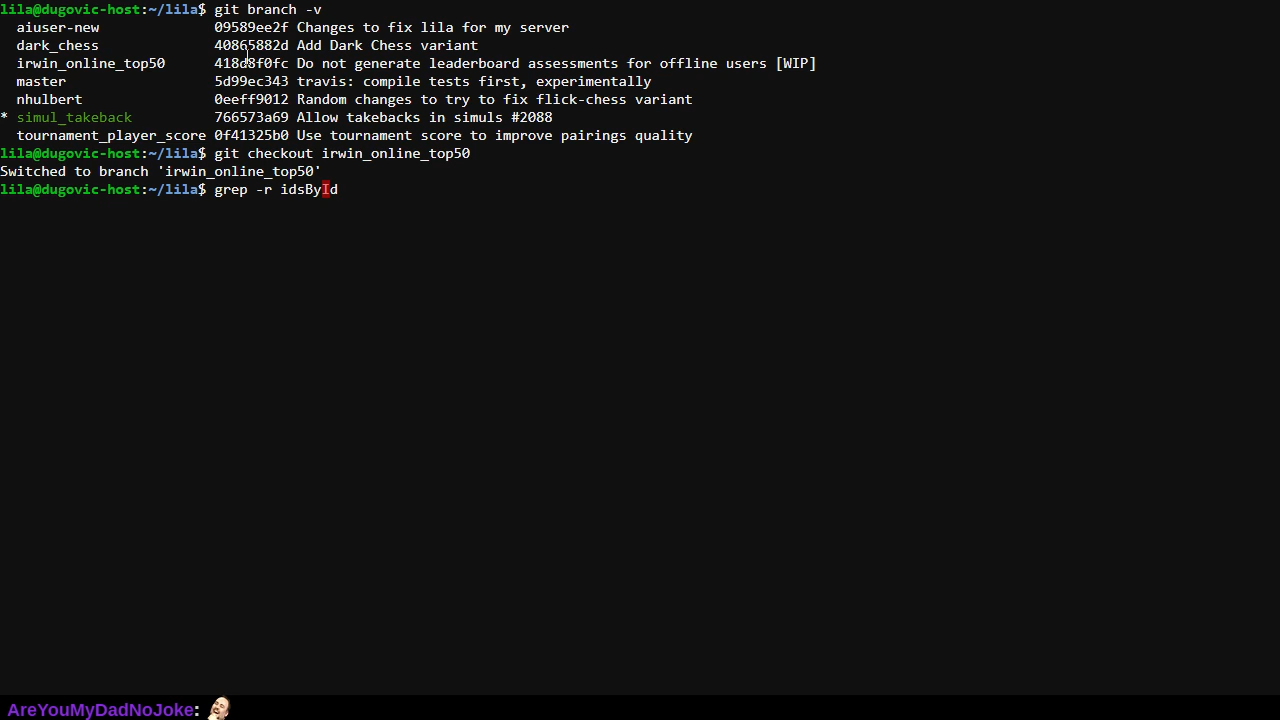 lila@dugovic-host:~/lila$ git branch -v
  aiuser-new              09589ee2f Changes to fix lila for my server
  dark_chess              40865882d Add Dark Chess variant
  irwin_online_top50      418d8f0fc Do not generate leaderboard assessments for offline users [WIP]
  master                  5d99ec343 travis: compile tests first, experimentally
  nhulbert                0eeff9012 Random changes to try to fix flick-chess variant
* simul_takeback          766573a69 Allow takebacks in simuls #2088
  tournament_player_score 0f41325b0 Use tournament score to improve pairings quality
lila@dugovic-host:~/lila$ git checkout irwin_online_top50
Switched to branch 'irwin_online_top50'
lila@dugovic-host:~/lila$ grep -r idsById
AreYouMyDadNoJoke: